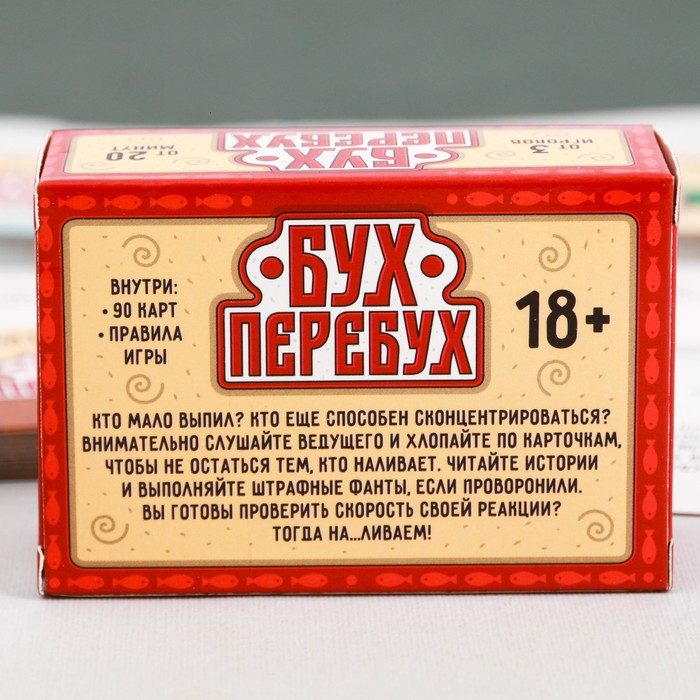 БУХ
ПЕРЕБУХ
ОТ 20
МИНУТ
ОТ 3
ИГРОКОВ
ВНУТРИ:
• 90 КАРТ
• ПРАВИЛА
ИГРЫ
БУХ
ПЕРЕБУХ
18+
КТО МАЛО ВЫПИЛ? КТО ЕЩЕ СПОСОБЕН СКОНЦЕНТРИРОВАТЬСЯ?
ВНИМАТЕЛЬНО СЛУШАЙТЕ ВЕДУЩЕГО И ХЛОПАЙТЕ ПО КАРТОЧКАМ,
ЧТОБЫ НЕ ОСТАТЬСЯ ТЕМ, КТО НАЛИВАЕТ. ЧИТАЙТЕ ИСТОРИИ
И ВЫПОЛНЯЙТЕ ШТРАФНЫЕ ФАНТЫ, ЕСЛИ ПРОВОРОНИЛИ.
ВЫ ГОТОВЫ ПРОВЕРИТЬ СКОРОСТЬ СВОЕЙ РЕАКЦИИ?
ТОГДА НА...ЛИВАЕМ!